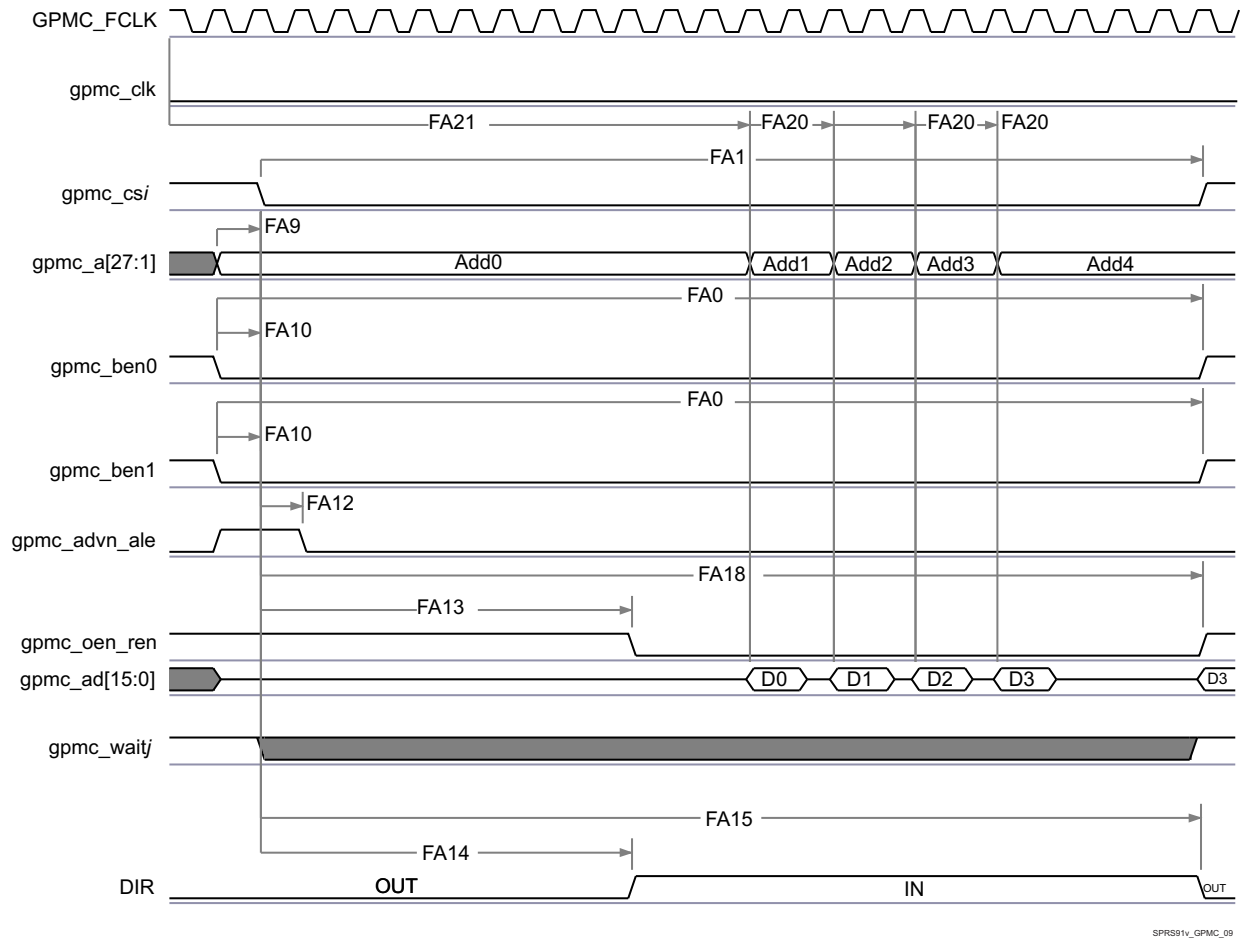 GPMC_FCLK
gpmc_clk
FA21 FA20 FA20 FA20
FA1
gpmc_csi
FA9
gpmc_a[27:1] Add0 Add1 Add2 Add3 Add4
FA0
FA10
gpmc_ben0
FA0
FA10
gpmc_ben1
FA12
gpmc_advn_ale
FA18
FA13
gpmc_oen_ren
gpmc_ad[15:0] D0 D1 D2 D3 D3
gpmc_waitj
FA15
FA14
DIR OUT IN OUT
SPRS91v_GPMC_09